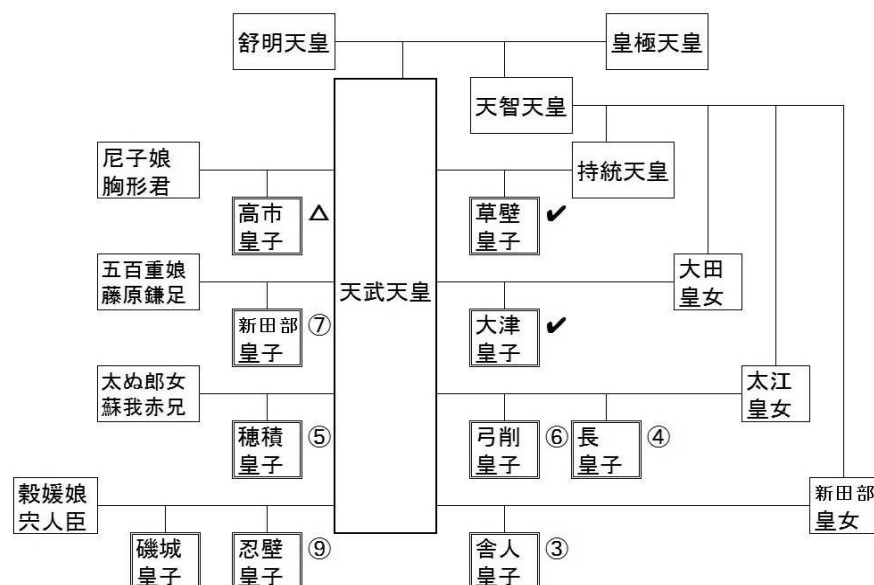 舒明天皇
皇極天皇
天智天皇
尼子娘
胸形君
持統天皇
高市
皇子
△
草壁
皇子
✔
天武天皇
五百重娘
藤原鎌足
大田
皇女
新田部
皇子
⑦
大津
皇子
✔
太ぬ郎女
蘇我赤兄
太江
皇女
穂積
皇子
⑤
弓削
皇子
⑥
長
皇子
④
穀媛娘
宍人臣
新田部
皇女
磯城
皇子
忍壁
皇子
⑨
舎人
皇子
③